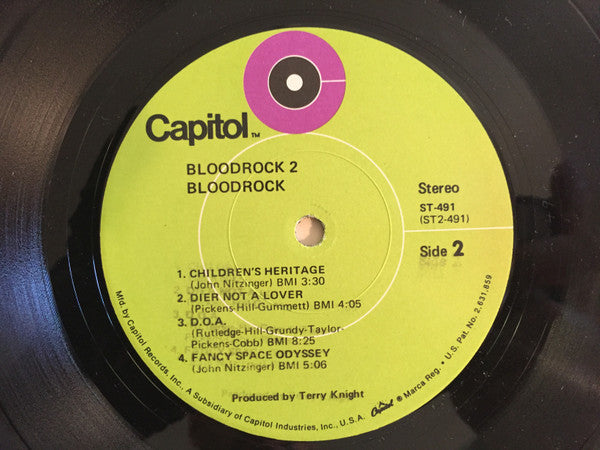 Capitol™
BLOODROCK 2
BLOODROCK
Stereo
ST-491
(ST2-491)
Side 2
1. CHILDREN'S HERITAGE
(John Nitzinger) BMI 3:30
2. DIER NOT A LOVER
(Pickens-Hill-Gummett) BMI 4:05
3. D.O.A.
(Rutledge-Hill-Grundy-Taylor-
Pickens-Cobb) BMI 8:25
4. FANCY SPACE ODYSSEY
(John Nitzinger) BMI 5:06
Produced by Terry Knight
Mfd. by Capitol Records, Inc., A Subsidiary of Capitol Industries, Inc., U.S.A. Capitol ® Marca Reg. • U.S. Pat. No. 2,631,859